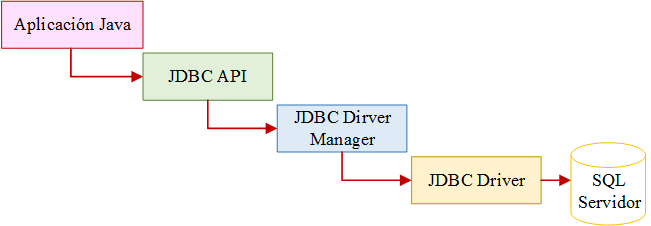 Aplicación Java
JDBC API
JDBC Dirver
Manager
JDBC Driver
SQL
Servidor